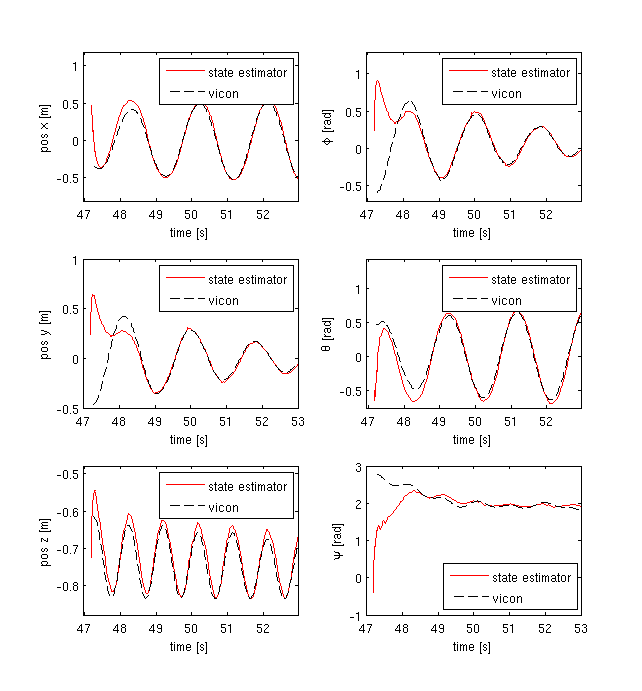 1
0.5
0
-0.5
pos x [m]
47 48 49 50 51 52
time [s]
state estimator
vicon
1
0.5
0
-0.5
ϕ [rad]
47 48 49 50 51 52 53
time [s]
state estimator
vicon
1
0.5
0
-0.5
pos y [m]
47 48 49 50 51 52 53
time [s]
state estimator
vicon
1
0.5
0
-0.5
θ [rad]
47 48 49 50 51 52
time [s]
state estimator
vicon
-0.5
-0.6
-0.7
-0.8
pos z [m]
47 48 49 50 51 52
time [s]
state estimator
vicon
3
2
1
0
-1
ψ [rad]
47 48 49 50 51 52 53
time [s]
state estimator
vicon